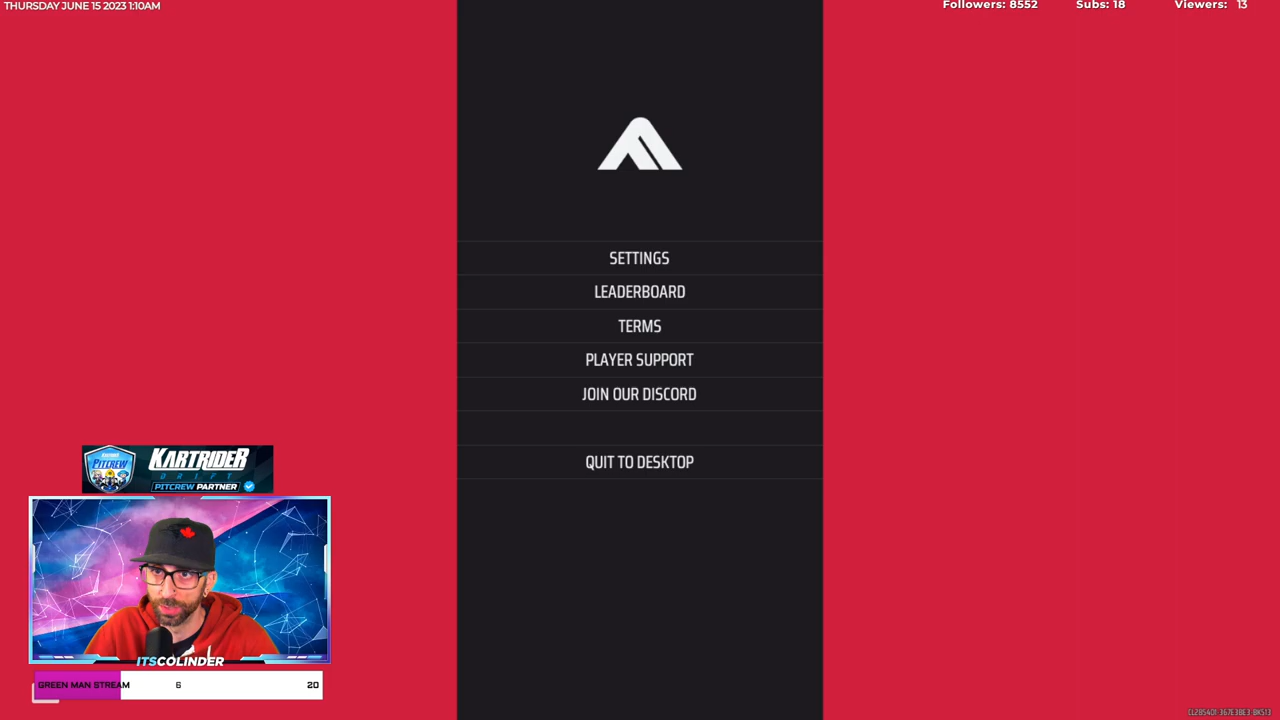 THURSDAY JUNE 15 2023 1:10AM
Followers: 8552 Subs: 18 Viewers: 13
SETTINGS
LEADERBOARD
TERMS
PLAYER SUPPORT
JOIN OUR DISCORD
QUIT TO DESKTOP
PITCREW
KARTRIDER
DRIFT
PITCREW PARTNER
ITSCOLINDER
GREEN MAN STREAM 6 20